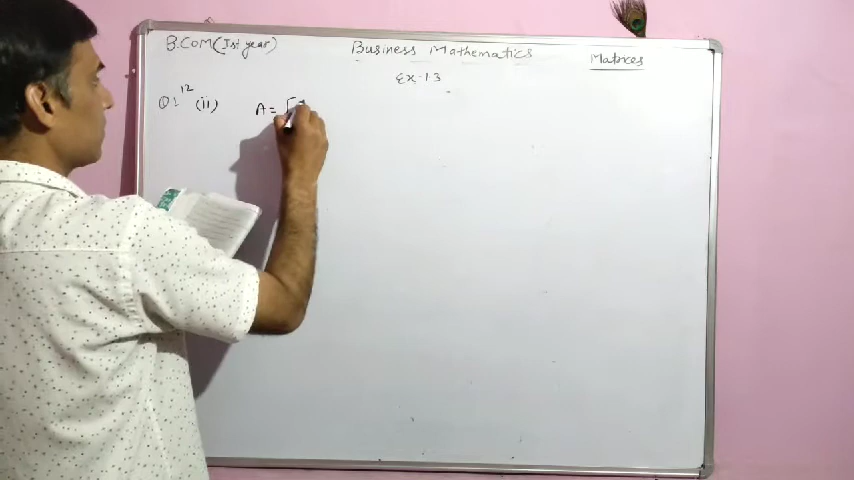 B.COM (Ist year) Business Mathematics Matrices
Ex-1.3
Q 12 (ii) A = [